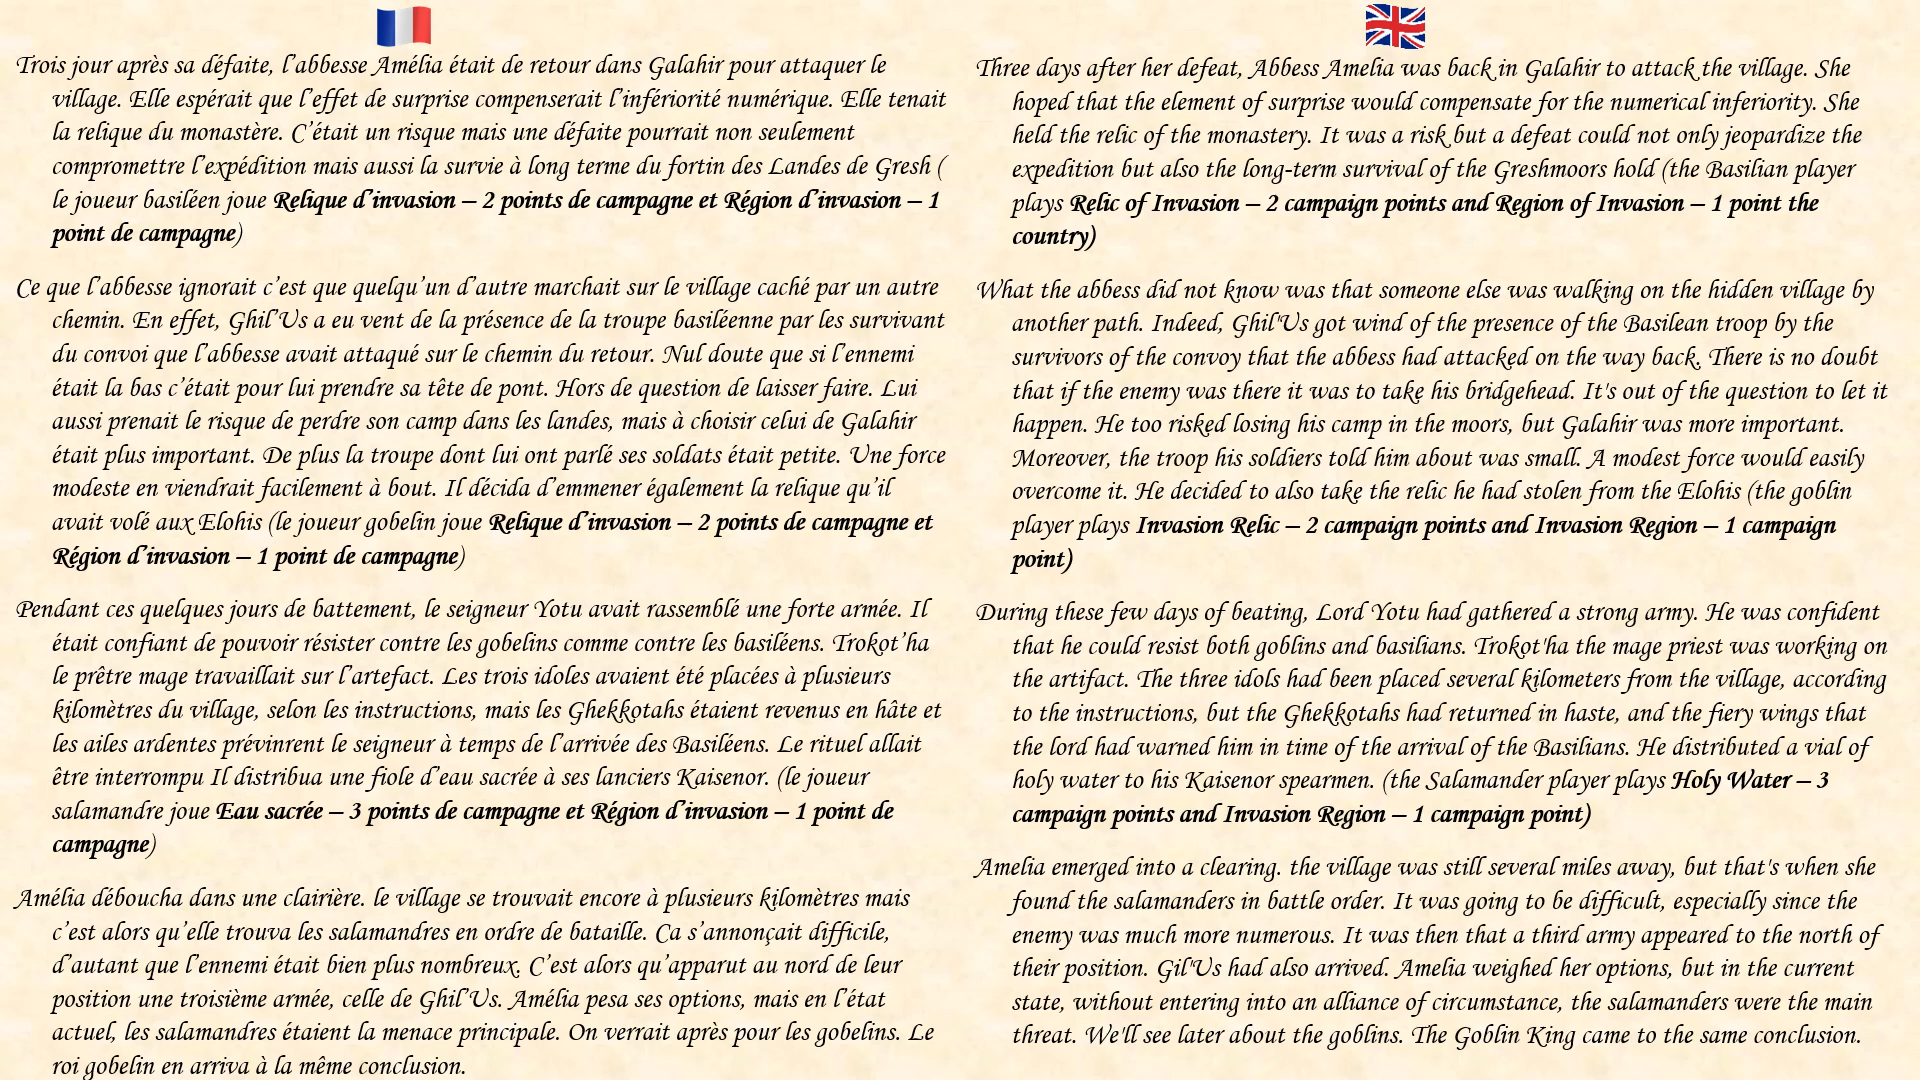 Trois jour après sa défaite, l’abbesse Amélia était de retour dans Galahir pour attaquer le
village. Elle espérait que l’effet de surprise compenserait l’infériorité numérique. Elle tenait
la relique du monastère. C’était un risque mais une défaite pourrait non seulement
compromettre l’expédition mais aussi la survie à long terme du fortin des Landes de Gresh (
le joueur basiléen joue Relique d’invasion – 2 points de campagne et Région d’invasion – 1
point de campagne)
Ce que l’abbesse ignorait c’est que quelqu’un d’autre marchait sur le village caché par un autre
chemin. En effet, Ghil’Us a eu vent de la présence de la troupe basiléenne par les survivant
du convoi que l’abbesse avait attaqué sur le chemin du retour. Nul doute que si l’ennemi
était la bas c’était pour lui prendre sa tête de pont. Hors de question de laisser faire. Lui
aussi prenait le risque de perdre son camp dans les landes, mais à choisir celui de Galahir
était plus important. De plus la troupe dont lui ont parlé ses soldats était petite. Une force
modeste en viendrait facilement à bout. Il décida d’emmener également la relique qu’il
avait volé aux Elohis (le joueur gobelin joue Relique d’invasion – 2 points de campagne et
Région d’invasion – 1 point de campagne)
Pendant ces quelques jours de battement, le seigneur Yotu avait rassemblé une forte armée. Il
était confiant de pouvoir résister contre les gobelins comme contre les basiléens. Trokot’ha
le prêtre mage travaillait sur l’artefact. Les trois idoles avaient été placées à plusieurs
kilomètres du village, selon les instructions, mais les Ghekkotahs étaient revenus en hâte et
les ailes ardentes prévinrent le seigneur à temps de l’arrivée des Basiléens. Le rituel allait
être interrompu Il distribua une fiole d’eau sacrée à ses lanciers Kaisenor. (le joueur
salamandre joue Eau sacrée – 3 points de campagne et Région d’invasion – 1 point de
campagne)
Amélia déboucha dans une clairière. le village se trouvait encore à plusieurs kilomètres mais
c’est alors qu’elle trouva les salamandres en ordre de bataille. Ca s’annonçait difficile,
d’autant que l’ennemi était bien plus nombreux. C’est alors qu’apparut au nord de leur
position une troisième armée, celle de Ghil’Us. Amélia pesa ses options, mais en l’état
actuel, les salamandres étaient la menace principale. On verrait après pour les gobelins. Le
roi gobelin en arriva à la même conclusion.
Three days after her defeat, Abbess Amelia was back in Galahir to attack the village. She
hoped that the element of surprise would compensate for the numerical inferiority. She
held the relic of the monastery. It was a risk but a defeat could not only jeopardize the
expedition but also the long-term survival of the Greshmoors hold (the Basilian player
plays Relic of Invasion – 2 campaign points and Region of Invasion – 1 point the
country)
What the abbess did not know was that someone else was walking on the hidden village by
another path. Indeed, Ghil'Us got wind of the presence of the Basilean troop by the
survivors of the convoy that the abbess had attacked on the way back. There is no doubt
that if the enemy was there it was to take his bridgehead. It's out of the question to let it
happen. He too risked losing his camp in the moors, but Galahir was more important.
Moreover, the troop his soldiers told him about was small. A modest force would easily
overcome it. He decided to also take the relic he had stolen from the Elohis (the goblin
player plays Invasion Relic – 2 campaign points and Invasion Region – 1 campaign
point)
During these few days of beating, Lord Yotu had gathered a strong army. He was confident
that he could resist both goblins and basilians. Trokot'ha the mage priest was working on
the artifact. The three idols had been placed several kilometers from the village, according
to the instructions, but the Ghekkotahs had returned in haste, and the fiery wings that
the lord had warned him in time of the arrival of the Basilians. He distributed a vial of
holy water to his Kaisenor spearmen. (the Salamander player plays Holy Water – 3
campaign points and Invasion Region – 1 campaign point)
Amelia emerged into a clearing. the village was still several miles away, but that's when she
found the salamanders in battle order. It was going to be difficult, especially since the
enemy was much more numerous. It was then that a third army appeared to the north of
their position. Gil'Us had also arrived. Amelia weighed her options, but in the current
state, without entering into an alliance of circumstance, the salamanders were the main
threat. We'll see later about the goblins. The Goblin King came to the same conclusion.